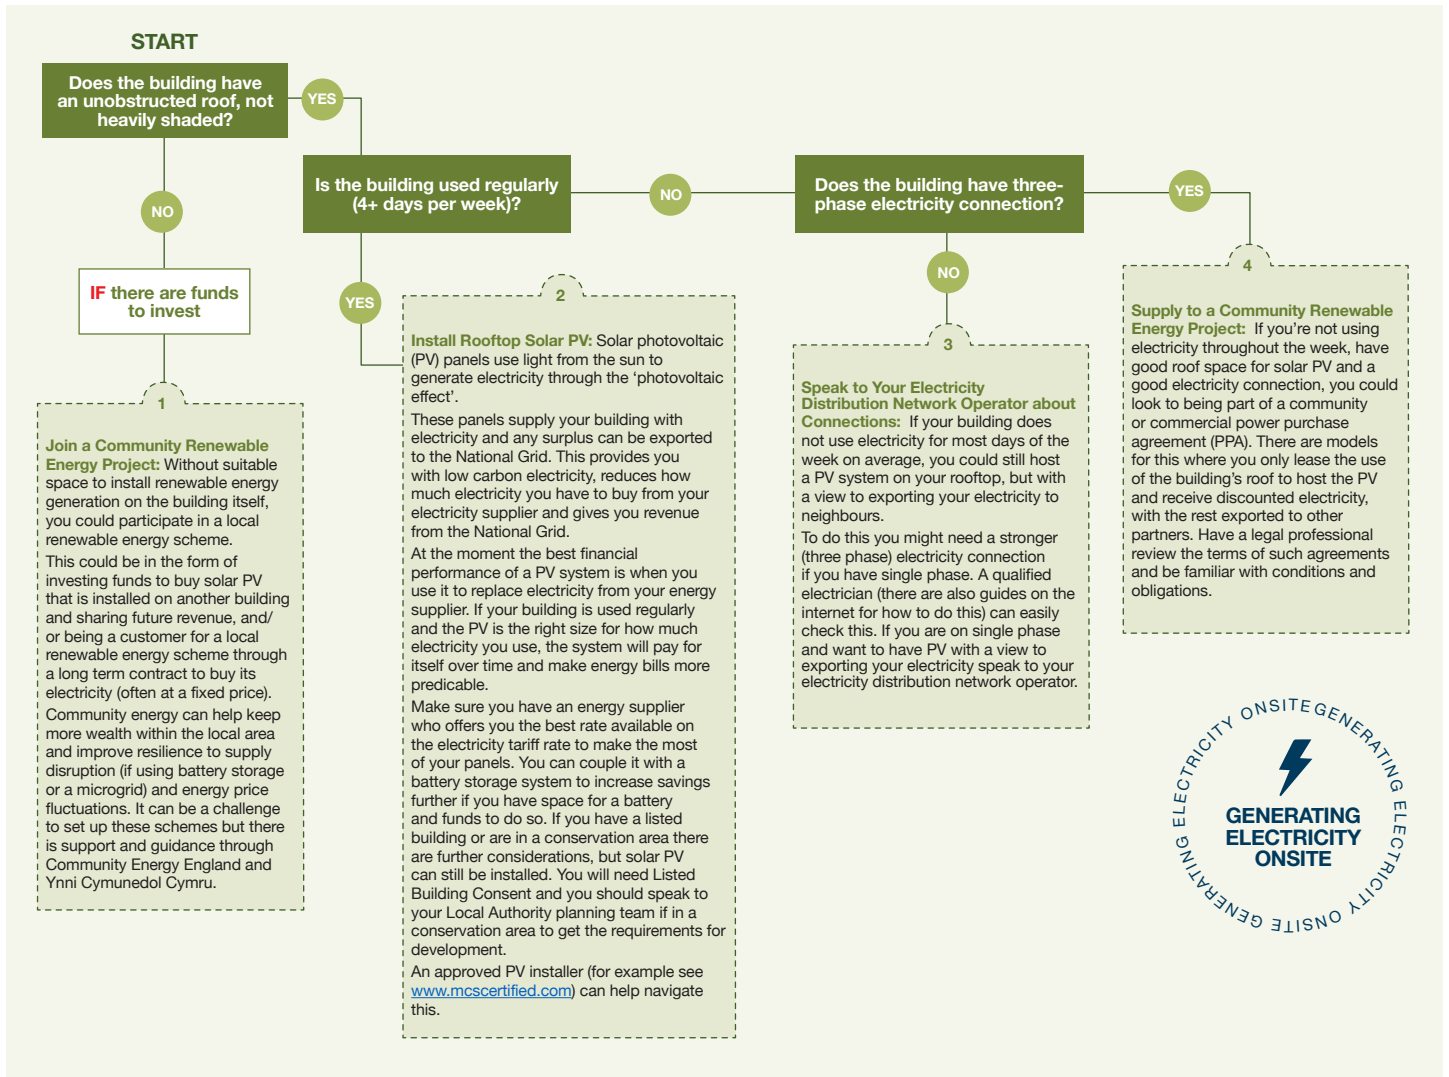 START
Does the building have
an unobstructed roof, not
heavily shaded?
YES
NO
IF there are funds
to invest
Is the building used regularly
(4+ days per week)?
NO
YES
Does the building have three-
phase electricity connection?
YES
NO
1
Join a Community Renewable
Energy Project: Without suitable
space to install renewable energy
generation on the building itself,
you could participate in a local
renewable energy scheme.
This could be in the form of
investing funds to buy solar PV
that is installed on another building
and sharing future revenue, and/
or being a customer for a local
renewable energy scheme through
a long term contract to buy its
electricity (often at a fixed price).
Community energy can help keep
more wealth within the local area
and improve resilience to supply
disruption (if using battery storage
or a microgrid) and energy price
fluctuations. It can be a challenge
to set up these schemes but there
is support and guidance through
Community Energy England and
Ynni Cymunedol Cymru.
2
Install Rooftop Solar PV: Solar photovoltaic
(PV) panels use light from the sun to
generate electricity through the ‘photovoltaic
effect’.
These panels supply your building with
electricity and any surplus can be exported
to the National Grid. This provides you
with low carbon electricity, reduces how
much electricity you have to buy from your
electricity supplier and gives you revenue
from the National Grid.
At the moment the best financial
performance of a PV system is when you
use it to replace electricity from your energy
supplier. If your building is used regularly
and the PV is the right size for how much
electricity you use, the system will pay for
itself over time and make energy bills more
predicable.
Make sure you have an energy supplier
who offers you the best rate available on
the electricity tariff rate to make the most
of your panels. You can couple it with a
battery storage system to increase savings
further if you have space for a battery
and funds to do so. If you have a listed
building or are in a conservation area there
are further considerations, but solar PV
can still be installed. You will need Listed
Building Consent and you should speak to
your Local Authority planning team if in a
conservation area to get the requirements for
development.
An approved PV installer (for example see
www.mcscertified.com) can help navigate
this.
3
Speak to Your Electricity
Distribution Network Operator about
Connections: If your building does
not use electricity for most days of the
week on average, you could still host
a PV system on your rooftop, but with
a view to exporting your electricity to
neighbours.
To do this you might need a stronger
(three phase) electricity connection
if you have single phase. A qualified
electrician (there are also guides on the
internet for how to do this) can easily
check this. If you are on single phase
and want to have PV with a view to
exporting your electricity speak to your
electricity distribution network operator.
4
Supply to a Community Renewable
Energy Project: If you’re not using
electricity throughout the week, have
good roof space for solar PV and a
good electricity connection, you could
look to being part of a community
or commercial power purchase
agreement (PPA). There are models
for this where you only lease the use
of the building’s roof to host the PV
and receive discounted electricity,
with the rest exported to other
partners. Have a legal professional
review the terms of such agreements
and be familiar with conditions and
obligations.
GENERATING ELECTRICITY ONSITE GENERATING ELECTRICITY ONSITE
GENERATING
ELECTRICITY
ONSITE